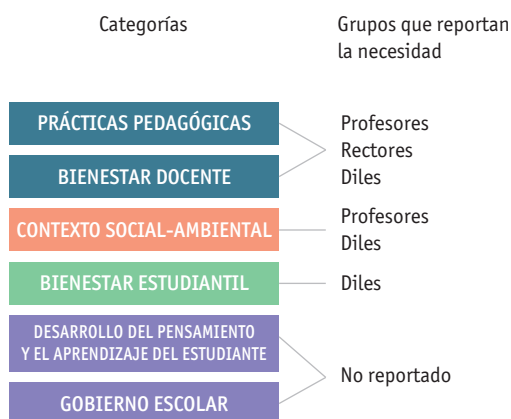 Categorías
Grupos que reportan
la necesidad
PRÁCTICAS PEDAGÓGICAS
BIENESTAR DOCENTE
Profesores
Rectores
Diles
CONTEXTO SOCIAL-AMBIENTAL
Profesores
Diles
BIENESTAR ESTUDIANTIL
Diles
DESARROLLO DEL PENSAMIENTO
Y EL APRENDIZAJE DEL ESTUDIANTE
GOBIERNO ESCOLAR
No reportado